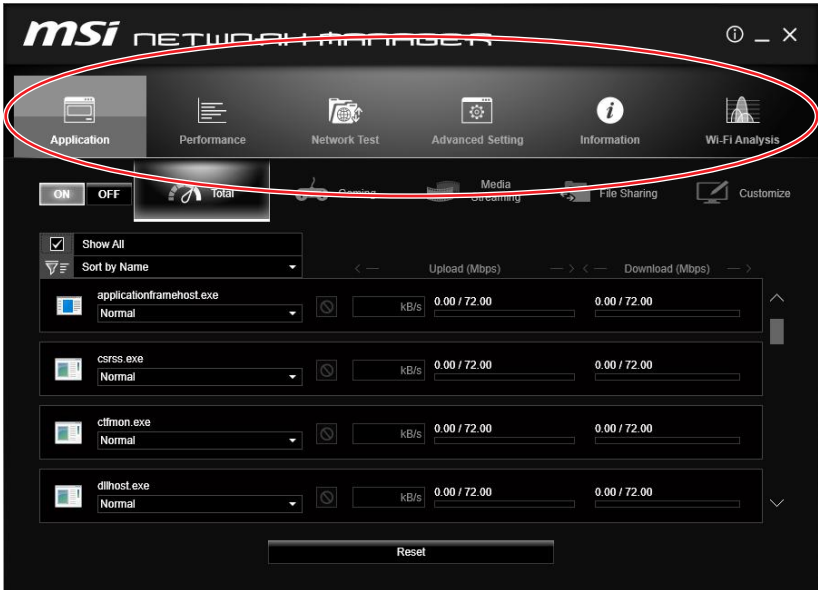 msi NETWORK MANAGER
Application
Performance
Network Test
Advanced Setting
Information
Wi-Fi Analysis
ON
OFF
Total
Gaming
Media
Streaming
File Sharing
Customize
Show All
Sort by Name
Upload (Mbps)
Download (Mbps)
applicationframehost.exe
Normal
kB/s
0.00 / 72.00
0.00 / 72.00
csrss.exe
Normal
kB/s
0.00 / 72.00
0.00 / 72.00
ctfmon.exe
Normal
kB/s
0.00 / 72.00
0.00 / 72.00
dllhost.exe
Normal
kB/s
0.00 / 72.00
0.00 / 72.00
Reset